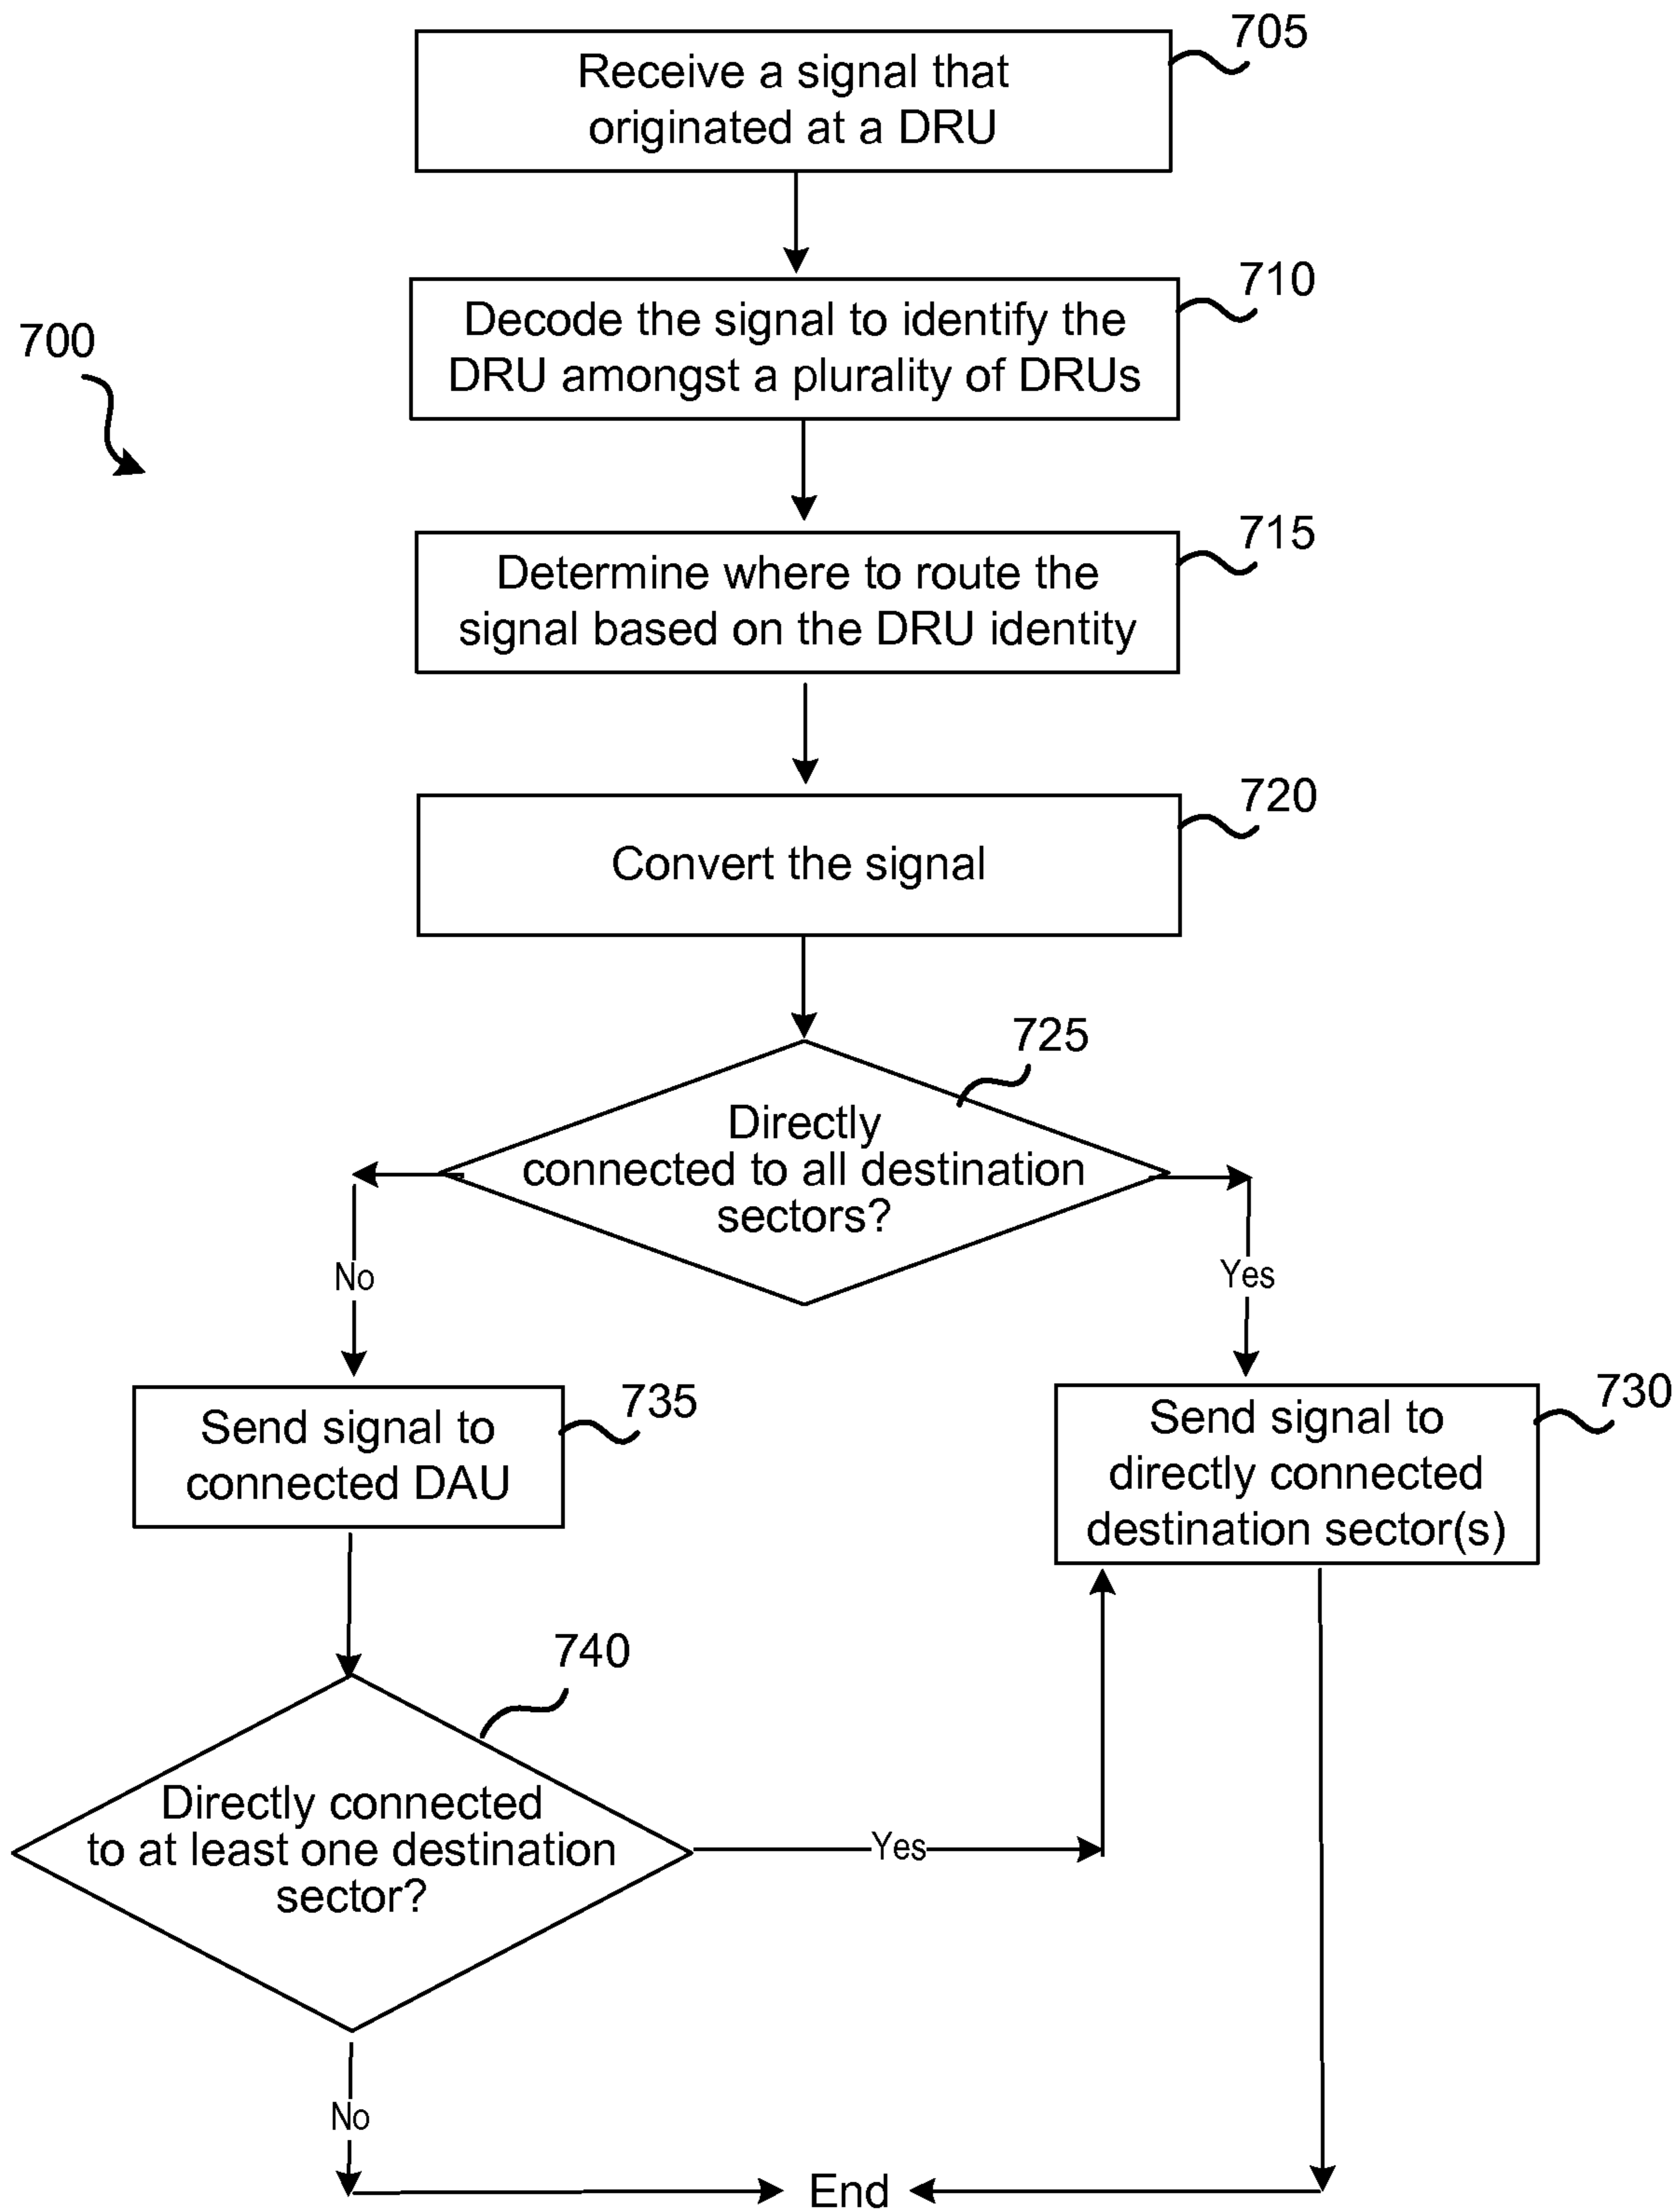 705
Receive a signal that
originated at a DRU
710
Decode the signal to identify the
DRU amongst a plurality of DRUs
700
715
Determine where to route the
signal based on the DRU identity
720
Convert the signal
725
Directly
connected to all destination
sectors?
No
Yes
735
Send signal to
connected DAU
730
Send signal to
directly connected
destination sector(s)
740
Directly connected
to at least one destination
sector?
Yes
No
End